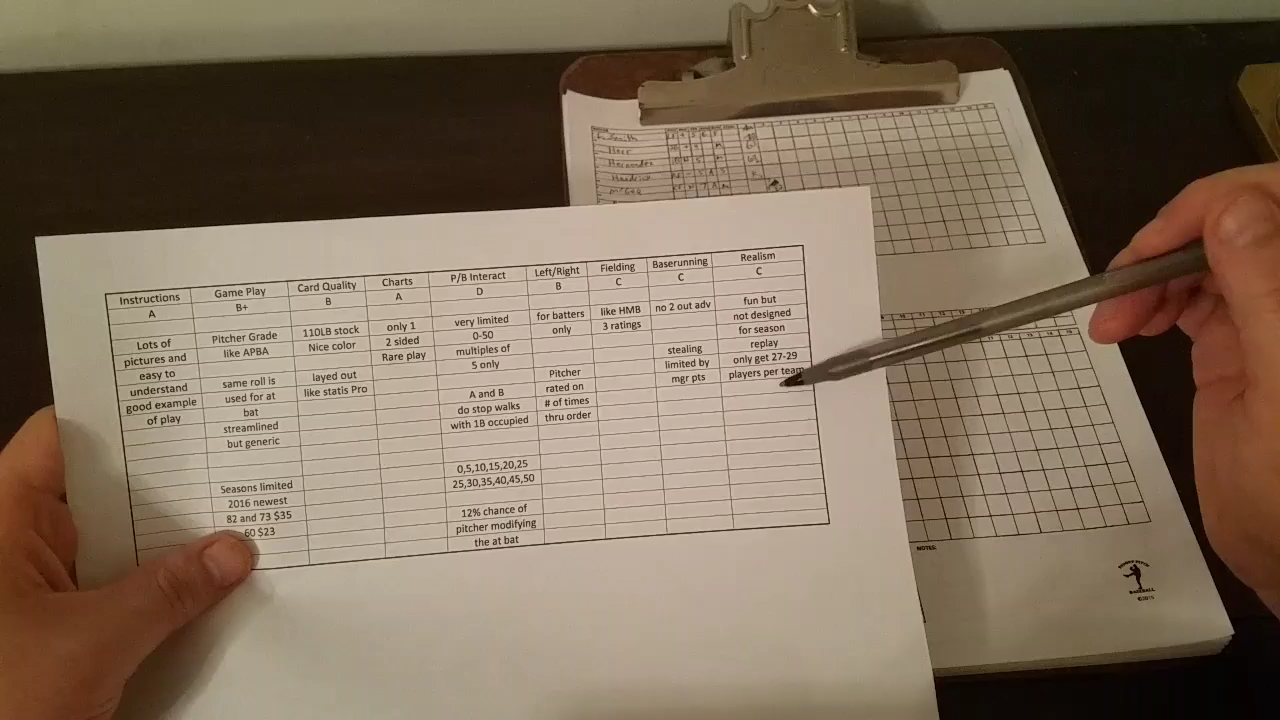 Smith
Herr
Hernandez
Hendrick
McGee
Instructions Game Play Card Quality Charts P/B Interact Left/Right Fielding Baserunning Realism
A B+ B A D B C C C
Lots of
pictures and
easy to
understand
good example
of play
Pitcher Grade
like APBA
same roll is
used for at
bat
streamlined
but generic
Seasons limited
2016 newest
82 and 73 $35
60 $23
110LB stock
Nice color
layed out
like statis Pro
only 1
2 sided
Rare play
very limited
0-50
multiples of
5 only
A and B
do stop walks
with 1B occupied
0,5,10,15,20,25
25,30,35,40,45,50
12% chance of
pitcher modifying
the at bat
for batters
only
Pitcher
rated on
# of times
thru order
like HMB
3 ratings
no 2 out adv
stealing
limited by
mgr pts
fun but
not designed
for season
replay
only get 27-29
players per team
NOTES:
BASEBALL